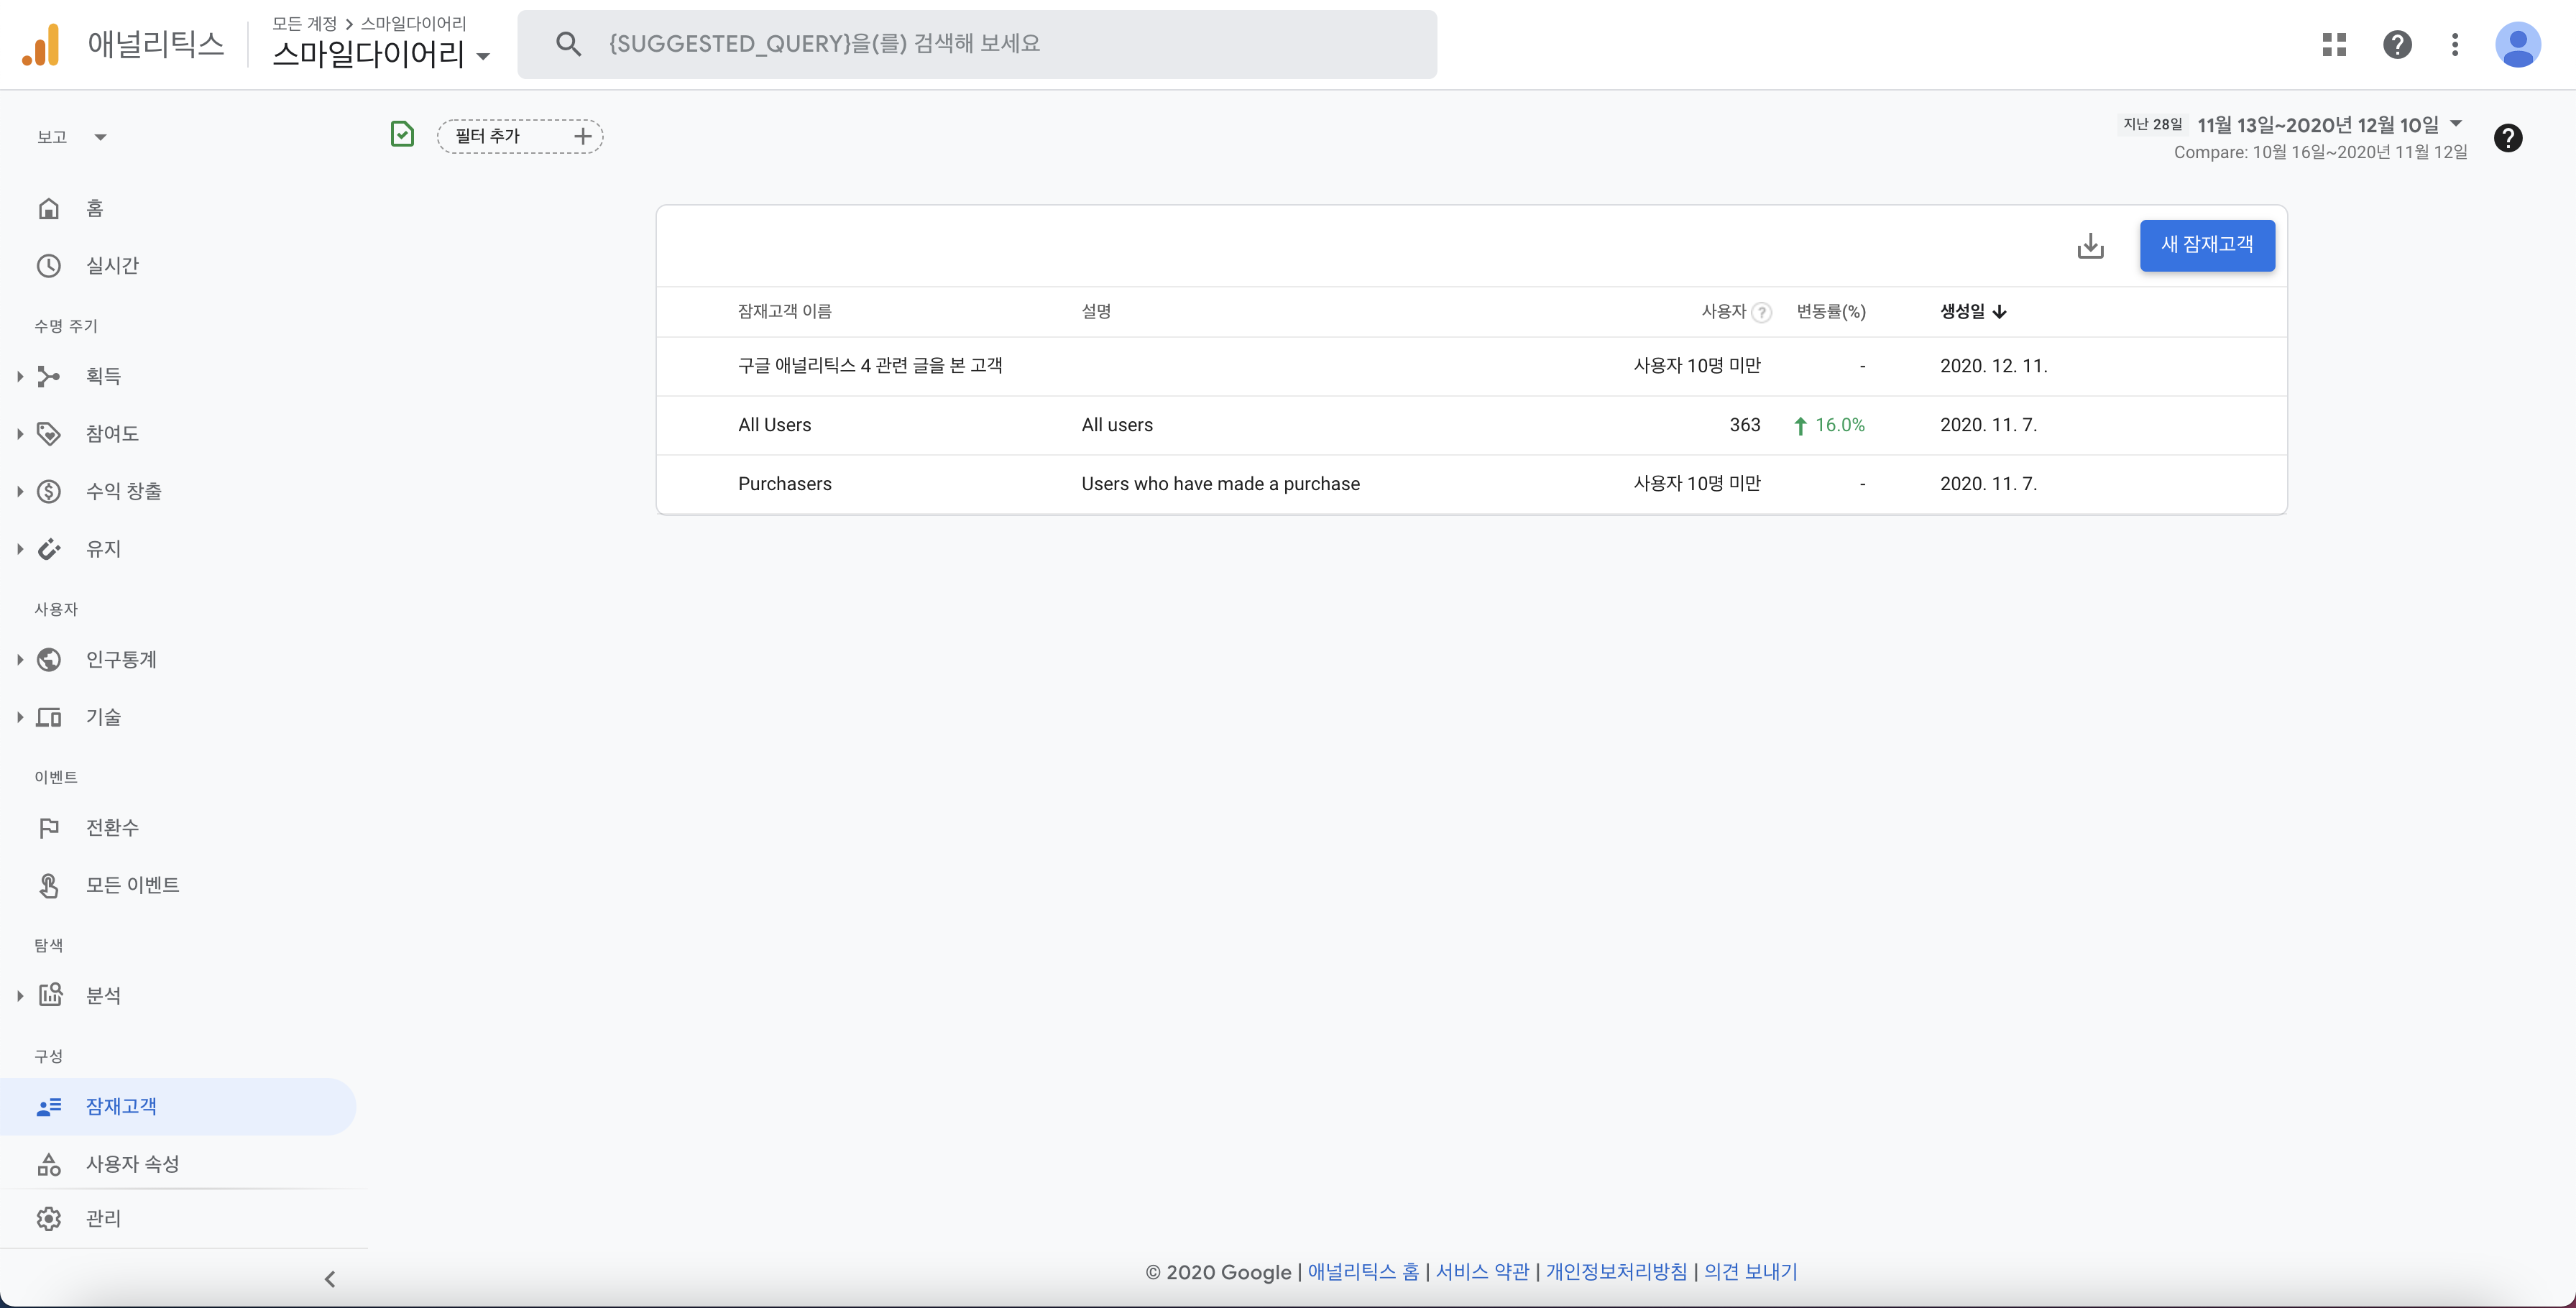 애널리틱스
모든 계정 > 스마일다이어리
스마일다이어리
{SUGGESTED_QUERY}을(를) 검색해 보세요
보고
필터 추가
지난 28일 11월 13일~2020년 12월 10일
Compare: 10월 16일~2020년 11월 12일
홈
실시간
수명 주기
획득
참여도
수익 창출
유지
사용자
인구통계
기술
이벤트
전환수
모든 이벤트
탐색
분석
구성
잠재고객
사용자 속성
관리
새 잠재고객
잠재고객 이름 설명 사용자 변동률(%) 생성일
구글 애널리틱스 4 관련 글을 본 고객 사용자 10명 미만 - 2020. 12. 11.
All Users All users 363 16.0% 2020. 11. 7.
Purchasers Users who have made a purchase 사용자 10명 미만 - 2020. 11. 7.
© 2020 Google | 애널리틱스 홈 | 서비스 약관 | 개인정보처리방침 | 의견 보내기